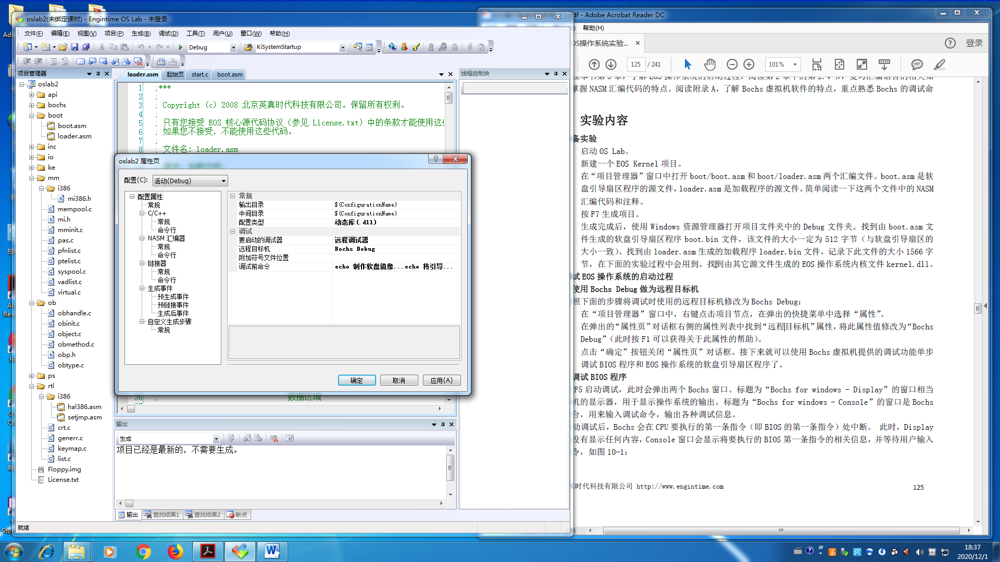 oslab2(未绑定课时) - Engintime OS Lab - 未登录
文件(F) 编辑(E) 视图(V) 项目(P) 生成(B) 调试(D) 工具(T) 用户(U) 窗口(W) 帮助(H)
Debug KiSystemStartup
项目管理器
oslab2
api
bochs
boot
boot.asm
loader.asm
inc
io
ke
mm
i386
mi386.h
mempool.c
mi.h
mminit.c
pas.c
pfnlist.c
ptelist.c
syspool.c
vadlist.c
virtual.c
ob
obhandle.c
obinit.c
object.c
obmethod.c
obp.h
obtype.c
ps
rtl
i386
hal386.asm
setjmp.asm
crt.c
generr.c
keymap.c
list.c
Floppy.img
License.txt
loader.asm 起始页 start.c boot.asm
1 ;***
2 ;
3 ; Copyright (c) 2008 北京英真时代科技有限公司。保留所有权利。
4 ;
5 ; 只有您接受 EOS 核心源代码协议（参见 License.txt）中的条款才能使用这
6 ; 如果您不接受，不能使用这些代码。
7 ;
8 ; 文件名: loader.asm
36 ; 数据区域
线程控制块
oslab2 属性页
配置(C): 活动(Debug)
配置属性
常规
C/C++
常规
命令行
NASM 汇编器
常规
命令行
链接器
常规
命令行
生成事件
预生成事件
预链接事件
生成后事件
自定义生成步骤
常规
常规
输出目录 $(ConfigurationName)
中间目录 $(ConfigurationName)
配置类型 动态库(.dll)
调试
要启动的调试器 远程调试器
远程目标机 Bochs Debug
附加符号文件位置
调试前命令 echo 制作软盘镜像...echo 将引导...
确定 取消 应用(A)
输出
生成
项目已经是最新的，不需要生成。
输出 查找结果1 查找结果2 断点
就绪
df - Adobe Acrobat Reader DC
帮助(H)
OS操作系统实验... 登录
125 / 241 101%
掌握 NASM 汇编代码的特点。阅读附录 A，了解 Bochs 虚拟机软件的特点，重点熟悉 Bochs 的调试命
实验内容
备实验
启动 OS Lab。
新建一个 EOS Kernel 项目。
在“项目管理器”窗口中打开 boot/boot.asm 和 boot/loader.asm 两个汇编文件。boot.asm 是软
盘引导扇区程序的源文件，loader.asm 是加载程序的源文件。简单阅读一下这两个文件中的 NASM
汇编代码和注释。
按 F7 生成项目。
生成完成后，使用 Windows 资源管理器打开项目文件夹中的 Debug 文件夹。找到由 boot.asm 文
件生成的软盘引导扇区程序 boot.bin 文件，该文件的大小一定为 512 字节（与软盘引导扇区的
大小一致）。找到由 loader.asm 生成的加载程序 loader.bin 文件，记录下此文件的大小 1566 字
节，在下面的实验过程中会用到。找到由其它源文件生成的 EOS 操作系统内核文件 kernel.dll。
试 EOS 操作系统的启动过程
使用 Bochs Debug 做为远程目标机
照下面的步骤将调试时使用的远程目标机修改为 Bochs Debug：
在“项目管理器”窗口中，右键点击项目节点，在弹出的快捷菜单中选择“属性”。
在弹出的“属性页”对话框右侧的属性列表中找到“远程目标机”属性，将此属性值修改为“Bochs
Debug”（此时按 F1 可以获得关于此属性的帮助）。
点击“确定”按钮关闭“属性页”对话框。接下来就可以使用 Bochs 虚拟机提供的调试功能单步
调试 BIOS 程序和 EOS 操作系统的软盘引导扇区程序了。
调试 BIOS 程序
F5 启动调试，此时会弹出两个 Bochs 窗口。标题为“Bochs for windows - Display”的窗口相当
机的显示器，用于显示操作系统的输出。标题为“Bochs for windows - Console”的窗口是 Bochs
台，用来输入调试命令，输出各种调试信息。
动调试后，Bochs 会在 CPU 要执行的第一条指令（即 BIOS 的第一条指令）处中断。 此时，Display
没有显示任何内容，Console 窗口会显示将要执行的 BIOS 第一条指令的相关信息，并等待用户输入
令，如图 10-1：
时代科技有限公司 http://www.engintime.com 125
18:37
2020/12/1